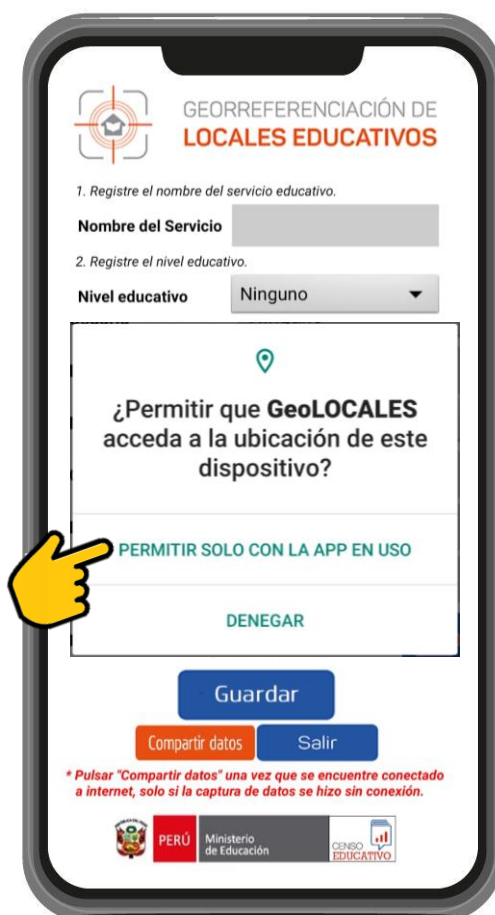 GEORREFERENCIACIÓN DE
LOCALES EDUCATIVOS
1. Registre el nombre del servicio educativo.
Nombre del Servicio
2. Registre el nivel educativo.
Nivel educativo Ninguno
¿Permitir que GeoLOCALES
acceda a la ubicación de este
dispositivo?
PERMITIR SOLO CON LA APP EN USO
DENEGAR
Guardar
Compartir datos Salir
* Pulsar "Compartir datos" una vez que se encuentre conectado
a internet, solo si la captura de datos se hizo sin conexión.
PERÚ
Ministerio
de Educación
CENSO
EDUCATIVO